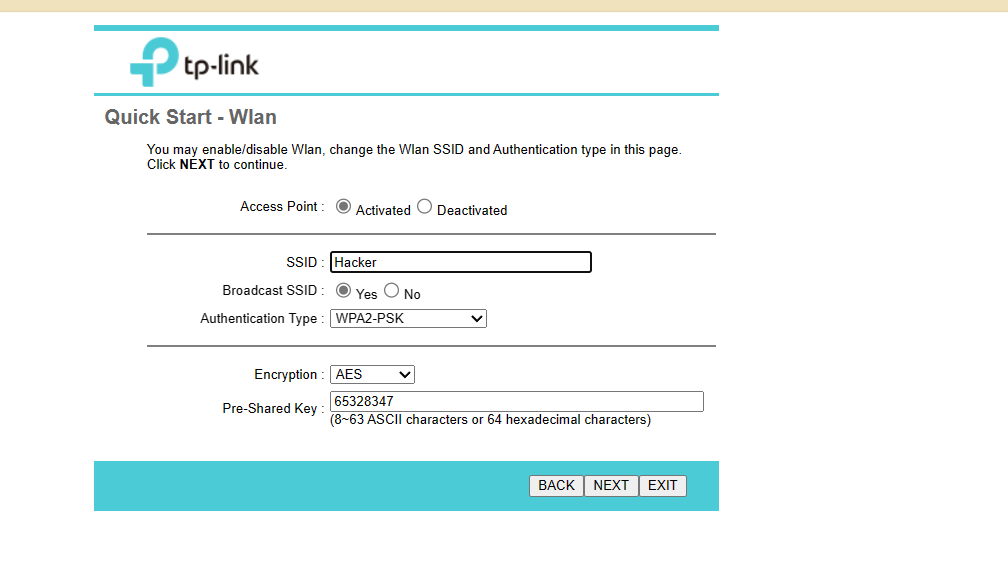 tp-link
Quick Start - Wlan
You may enable/disable Wlan, change the Wlan SSID and Authentication type in this page.
Click NEXT to continue.
Access Point : Activated Deactivated
SSID : Hacker
Broadcast SSID : Yes No
Authentication Type : WPA2-PSK
Encryption : AES
Pre-Shared Key : 65328347
(8~63 ASCII characters or 64 hexadecimal characters)
BACK NEXT EXIT